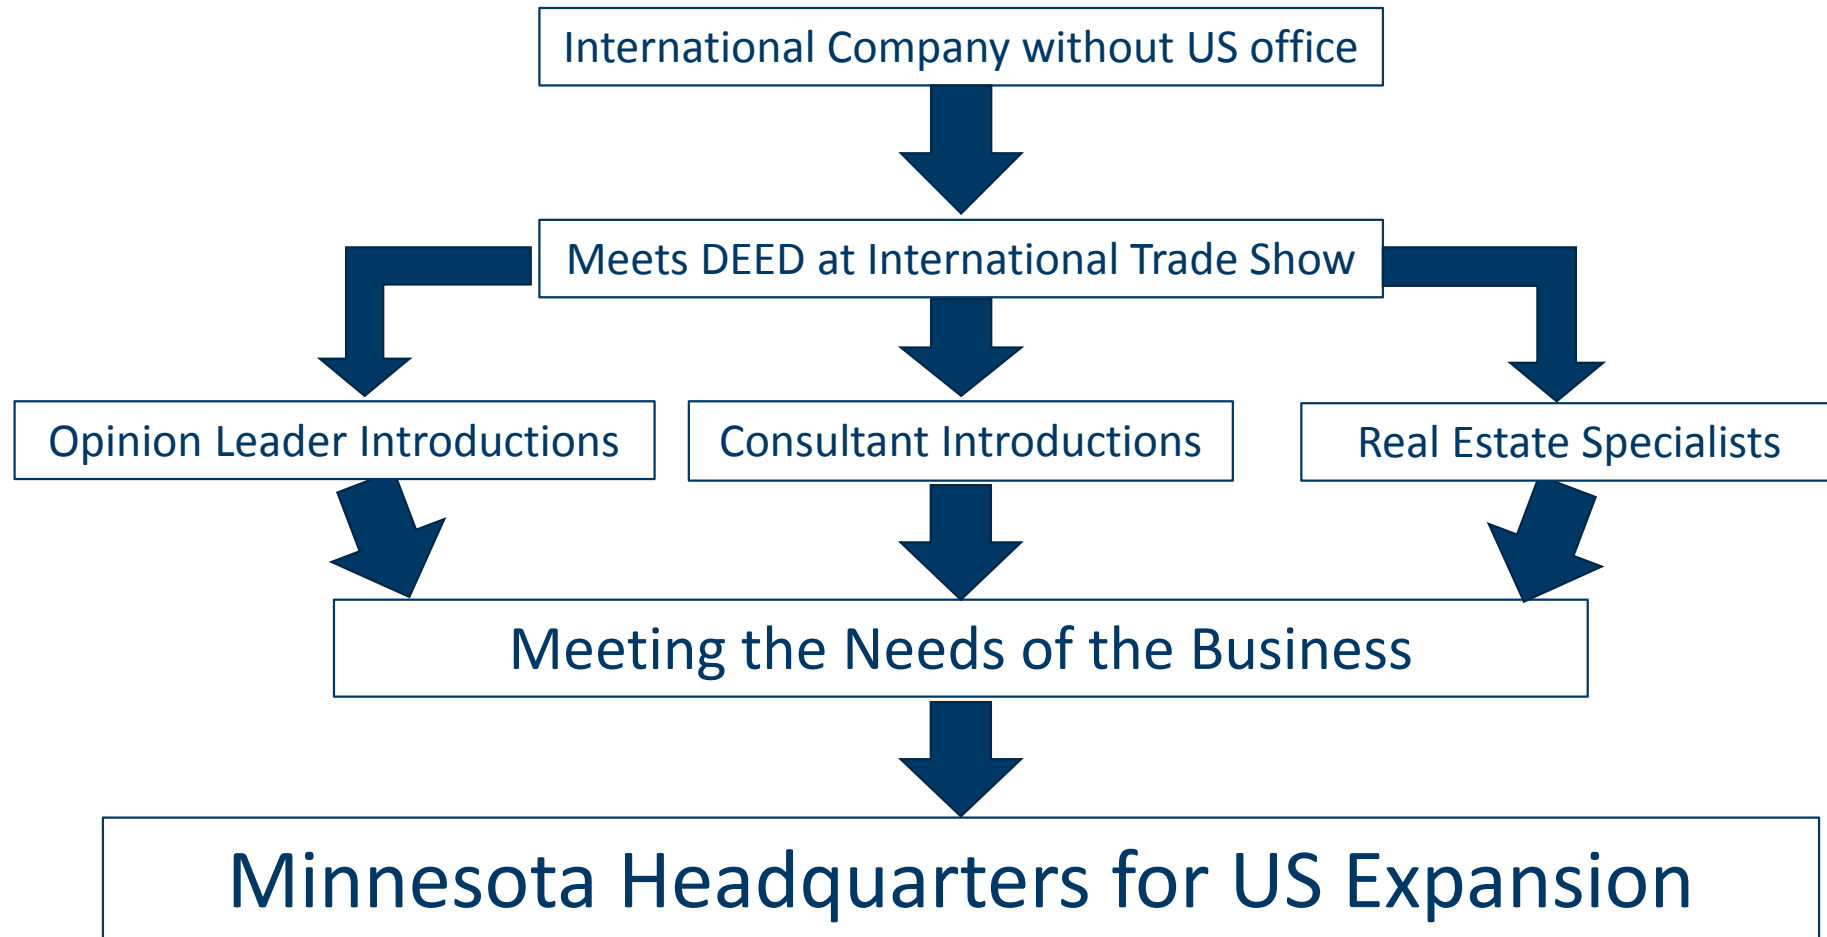 International Company without US office
Meets DEED at International Trade Show
Opinion Leader Introductions
Consultant Introductions
Real Estate Specialists
Meeting the Needs of the Business
Minnesota Headquarters for US Expansion